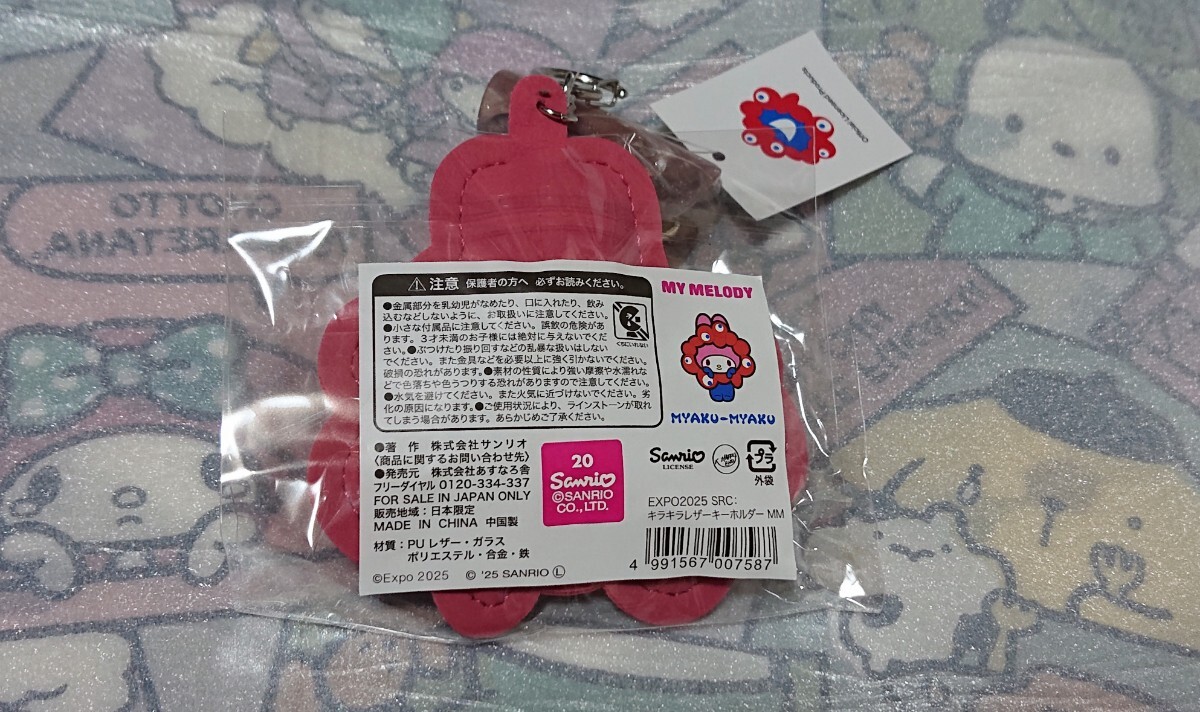 ⚠ 注意 保護者の方へ 必ずお読みください。
●金属部分を乳幼児がなめたり、口に入れたり、飲み
込むなどしないように、お取扱いに注意してください。
●小さな付属品に注意してください。誤飲の危険があ
ります。3才未満のお子様には絶対に与えないでくだ
さい。●ぶつけたり振り回すなどの乱暴な扱いはしない
でください。また金具などを必要以上に強く引かないでください。
破損の恐れがあります。●素材の性質により強い摩擦や水濡れな
どで色落ちや色うつりする恐れがありますので注意してください。
●水気を避けてください。また火気に近づけないでください。劣
化の原因になります。●ご使用状況により、ラインストーンが取れ
てしまう場合があります。あらかじめご了承ください。
くちにいれない
MY MELODY
MYAKU-MYAKU
●著 作 株式会社サンリオ
〈商品に関するお問い合わせ先〉
●発売元 株式会社あすなろ舎
フリーダイヤル 0120-334-337
FOR SALE IN JAPAN ONLY
販売地域：日本限定
MADE IN CHINA 中国製
材質：PU レザー・ガラス
ポリエステル・合金・鉄
©Expo 2025 © '25 SANRIO Ⓛ
20
Sanrio
©SANRIO
CO., LTD.
Sanrio
LICENSE
プラ
外袋
EXPO2025 SRC:
キラキラレザーキーホルダー MM
4 991567 007587